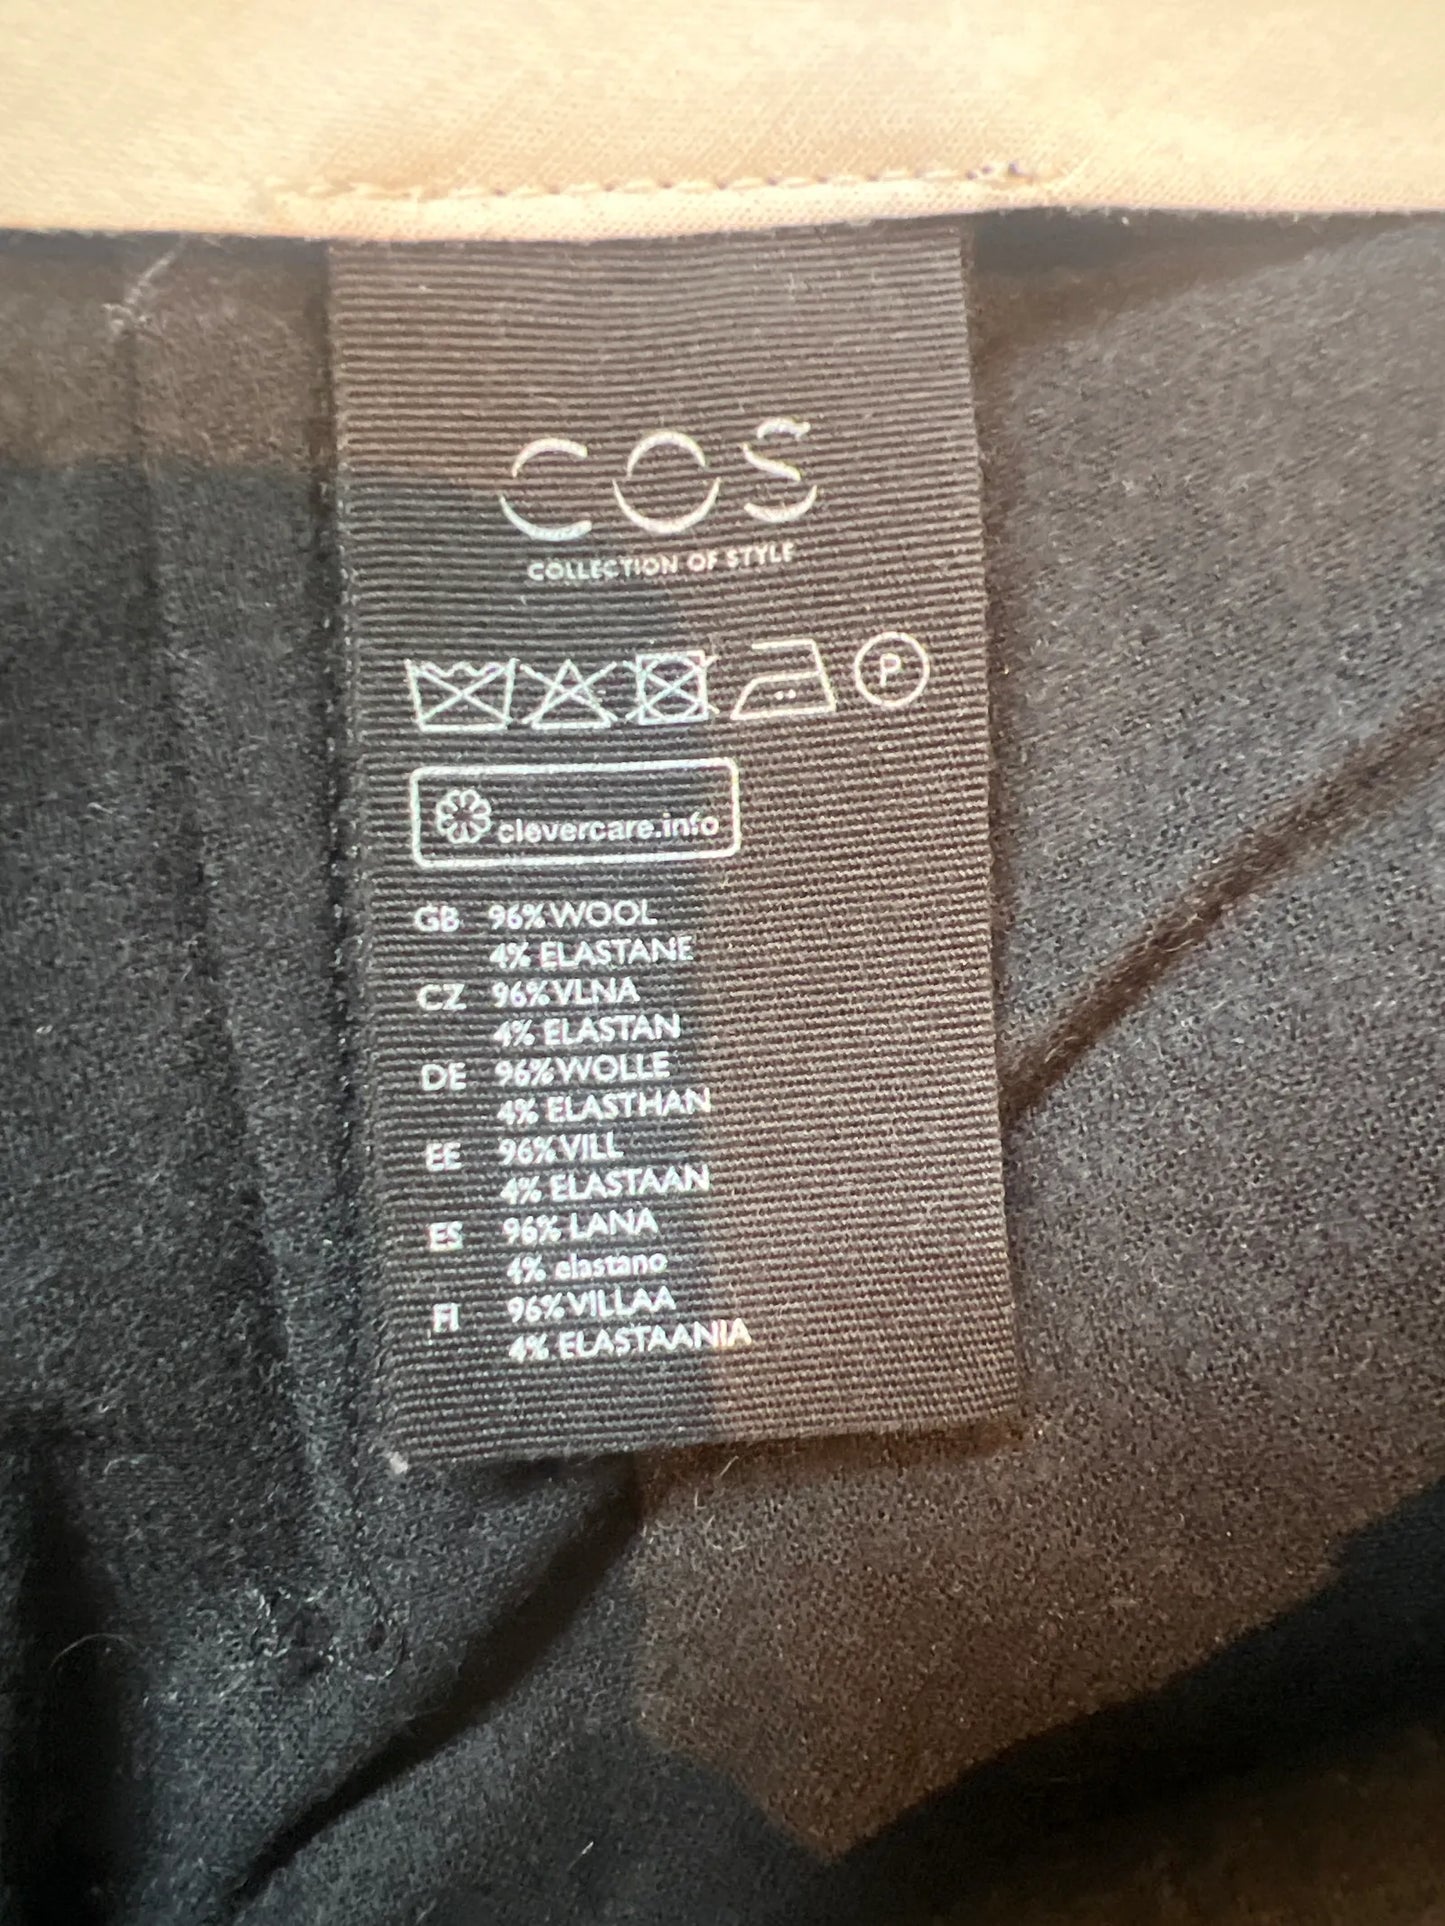 COS
COLLECTION OF STYLE
P
clevercare.info
GB 96% WOOL
4% ELASTANE
CZ 96% VLNA
4% ELASTAN
DE 96% WOLLE
4% ELASTHAN
EE 96% VILL
4% ELASTAAN
ES 96% LANA
4% elastano
FI 96% VILLAA
4% ELASTAANIA